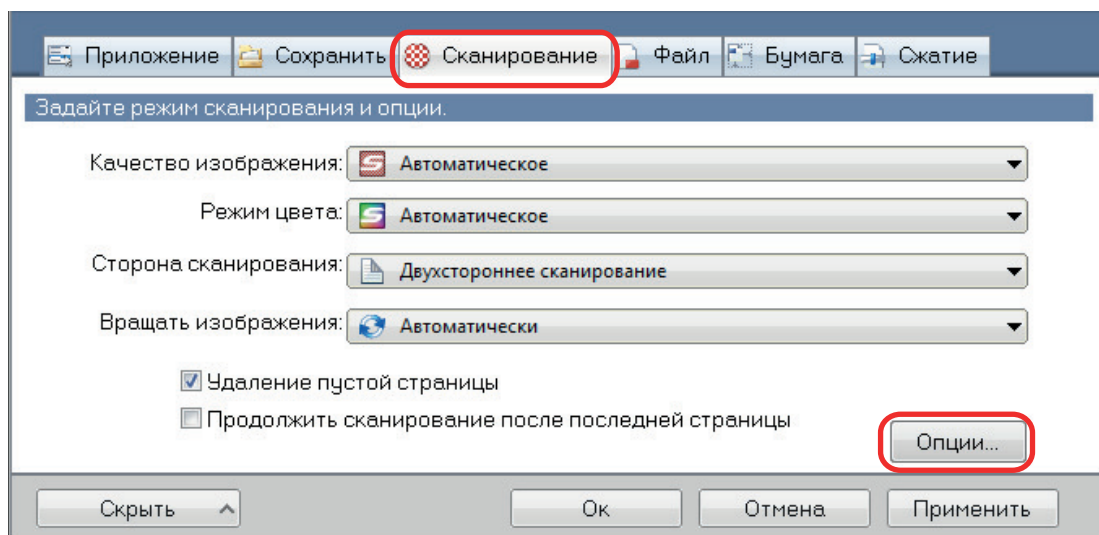 Приложение Сохранить Сканирование Файл Бумага Сжатие
Задайте режим сканирования и опции.
Качество изображения: Автоматическое
Режим цвета: Автоматическое
Сторона сканирования: Двухстороннее сканирование
Вращать изображения: Автоматически
Удаление пустой страницы
Продолжить сканирование после последней страницы
Опции...
Скрыть Ок Отмена Применить